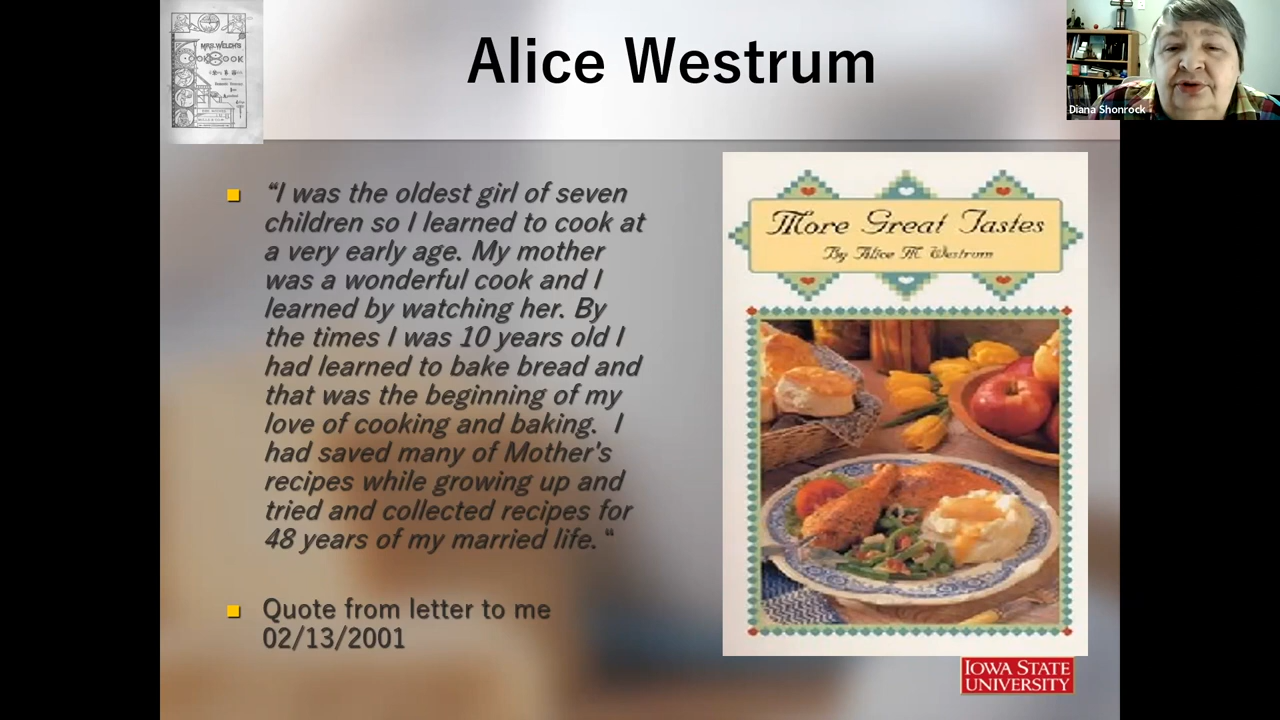 MRS. WELCH'S
COOK BOOK
Alice Westrum
Diana Shonrock
“I was the oldest girl of seven
children so I learned to cook at
a very early age. My mother
was a wonderful cook and I
learned by watching her. By
the times I was 10 years old I
had learned to bake bread and
that was the beginning of my
love of cooking and baking.  I
had saved many of Mother's
recipes while growing up and
tried and collected recipes for
48 years of my married life. “
Quote from letter to me
02/13/2001
More Great Tastes
By Alice M. Westrum
IOWA STATE
UNIVERSITY